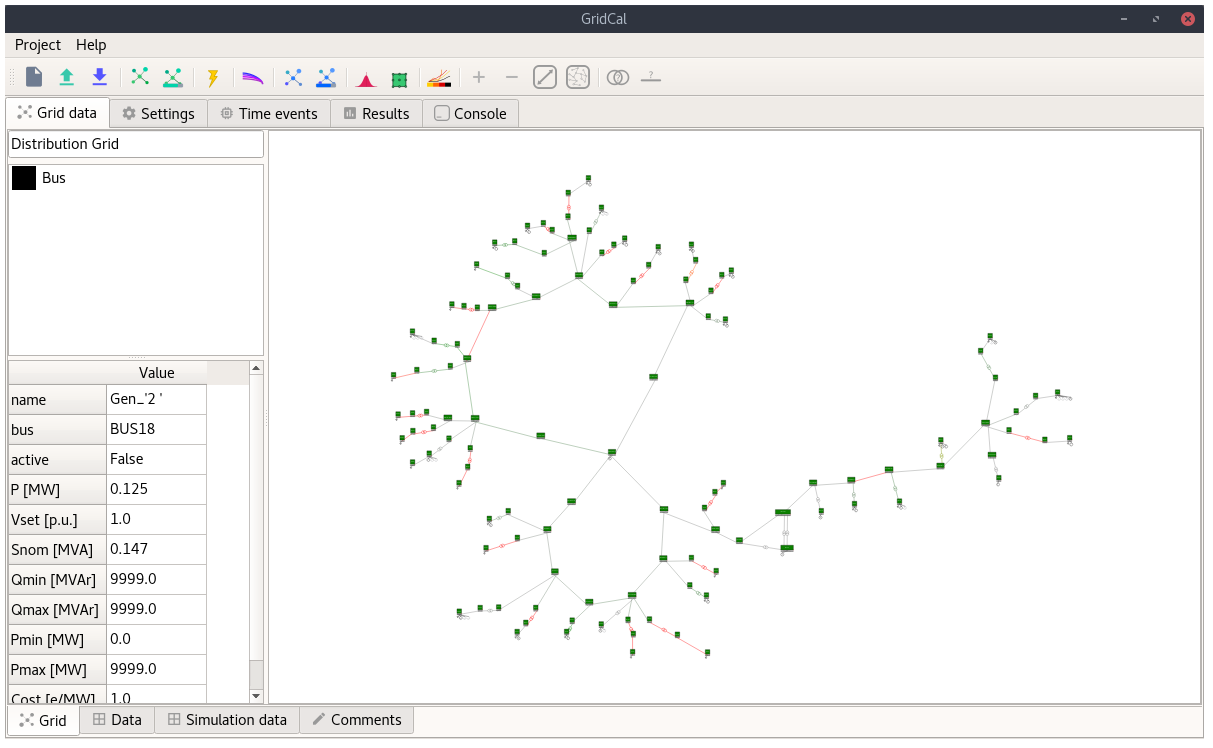 GridCal
Project Help
Grid data Settings Time events Results Console
Distribution Grid
Bus
Value
name Gen_'2 '
bus BUS18
active False
P [MW] 0.125
Vset [p.u.] 1.0
Snom [MVA] 0.147
Qmin [MVAr] 9999.0
Qmax [MVAr] 9999.0
Pmin [MW] 0.0
Pmax [MW] 9999.0
Cost [e/MW] 1.0
Grid Data Simulation data Comments